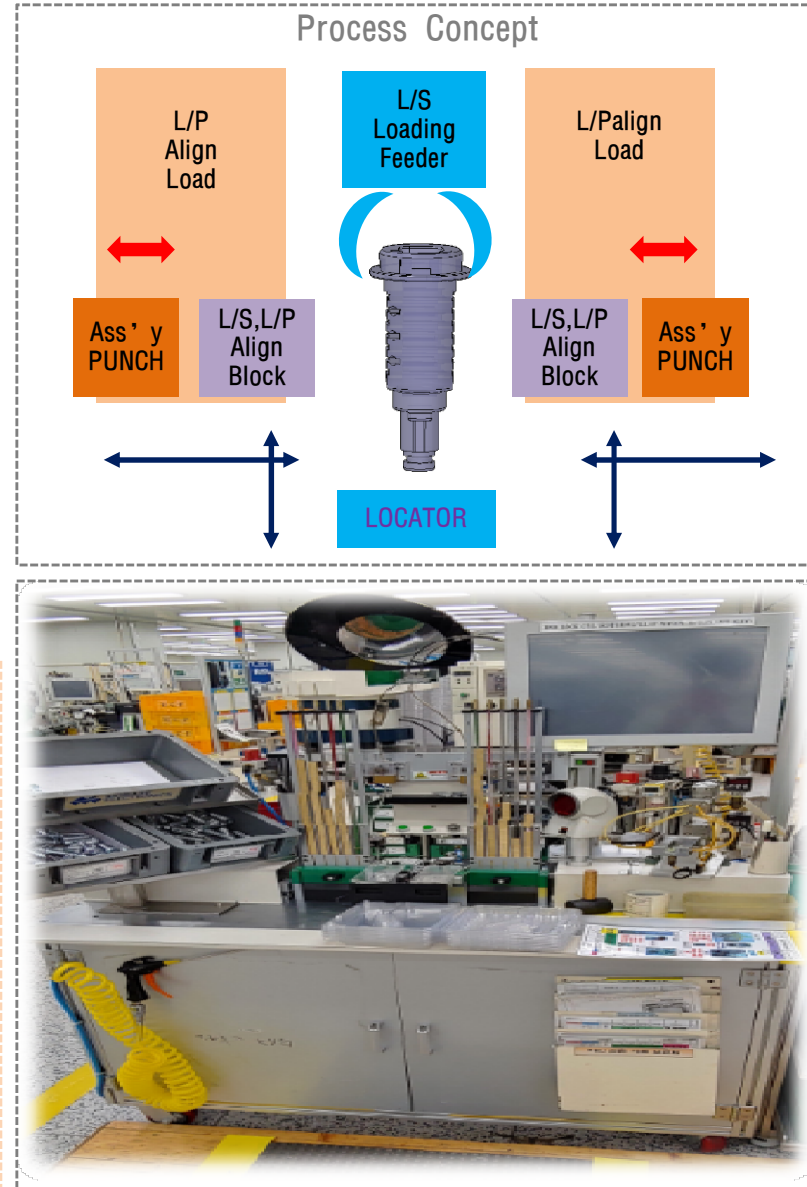 Process Concept
L/P
Align
Load
L/S
Loading
Feeder
L/Palign
Load
Ass’y
PUNCH
L/S,L/P
Align
Block
L/S,L/P
Align
Block
Ass’y
PUNCH
LOCATOR